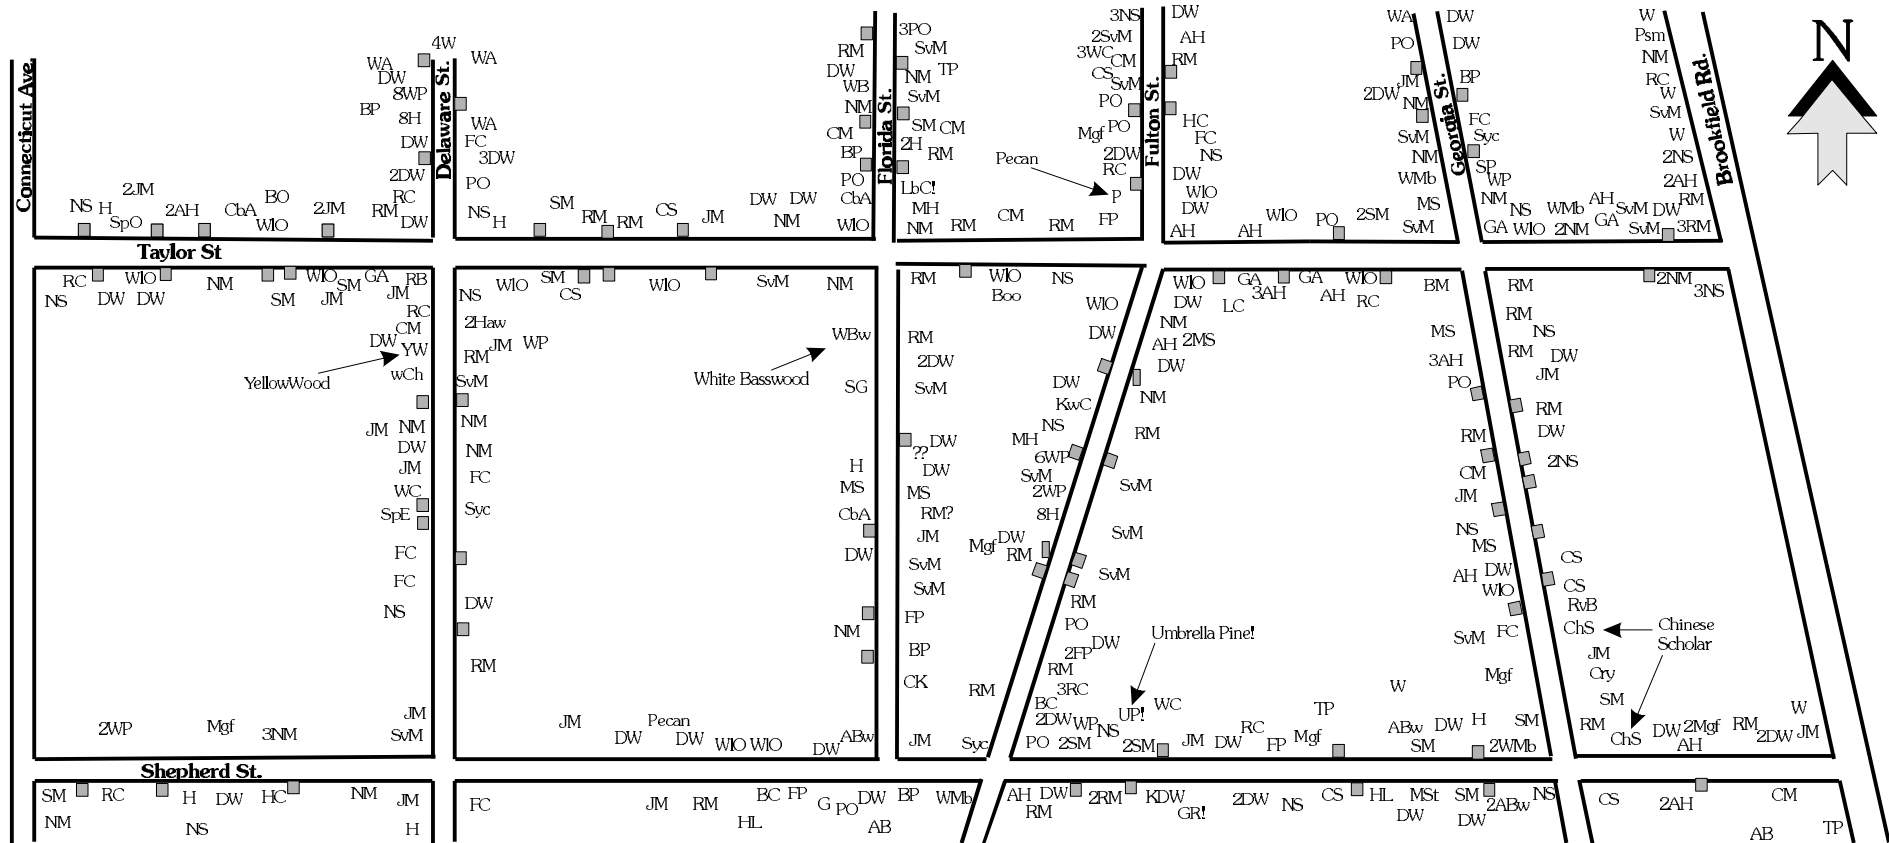 Connecticut Ave.
Delaware St.
Florida St.
Fulton St.
Georgia St.
Brookfield Rd.
N
Taylor St
Shepherd St.
4W
WA
WA
DW
8WP
BP
8H
DW
2DW
RC
RM
DW
NS H
2JM
SpO
2AH
CbA
BO
WlO
2JM
WA
FC
3DW
PO
NS
H
SM
RM
RM
CS
JM
DW
DW
NM
RM
DW
WB
NM
CM
BP
PO
CbA
WlO
3PO
SvM
TP
NM
SvM
SM
CM
2H
RM
LbC!
MH
NM
RM
CM
RM
FP
3NS
2SvM
3WC
CM
CS
SvM
PO
PO
Mgf
2DW
RC
Pecan
P
DW
AH
RM
HC
FC
NS
DW
WlO
DW
AH
AH
WlO
PO
2SM
WA
PO
JM
2DW
NM
SvM
NM
WMb
MS
SvM
DW
DW
BP
FC
Syc
SP
WP
NM
NS
GA
WlO
WMb
2NM
AH
GA
SvM
SvM
DW
RM
3RM
W
Psm
NM
RC
W
SvM
W
2NS
2AH
RC
NS
DW
WlO
DW
NM
SM
WlO
JM
SM
GA
RB
JM
RC
CM
DW
YW
YellowWood
wCh
JM
NM
DW
JM
WC
SpE
FC
FC
NS
JM
SvM
2WP
Mgf
3NM
NS
WlO
SM
CS
WlO
SvM
NM
2Haw
JM
WP
RM
SvM
NM
NM
FC
Syc
DW
RM
WBw
White Basswood
SG
H
MS
CbA
DW
NM
JM
DW
Pecan
DW
WlO
WlO
DW
ABw
RM
WlO
NS
Boo
WlO
RM
DW
2DW
SvM
DW
KwC
NS
MH
DW
??
DW
6WP
SvM
2WP
MS
RM?
8H
JM
Mgf
DW
RM
SvM
SvM
FP
BP
CK
RM
JM
Syc
WlO
GA
GA
WlO
BM
DW
LC
3AH
AH
RC
NM
2MS
AH
DW
NM
RM
SvM
SvM
SvM
RM
PO
DW
2FP
RM
3RC
BC
2DW
WP
NS
PO
2SM
Umbrella Pine!
UP!
WC
2SM
JM
DW
RC
FP
Mgf
TP
W
ABw
SM
DW
H
SM
2WMb
MS
3AH
PO
RM
CM
JM
NS
MS
AH
DW
WlO
SvM
FC
Mgf
RM
2NM
3NS
RM
NS
RM
DW
JM
RM
DW
2NS
CS
CS
RvB
ChS
Chinese
Scholar
JM
Cry
SM
RM
ChS
DW
2Mgf
AH
RM
2DW
W
JM
SM
RC
H
DW
HC
NM
JM
NM
NS
H
FC
JM
RM
BC
FP
G
PO
DW
BP
WMb
HL
AB
AH
DW
RM
2RM
KDW
GR!
2DW
NS
CS
HL
MSt
DW
SM
DW
2ABw
NS
CS
2AH
CM
AB
TP